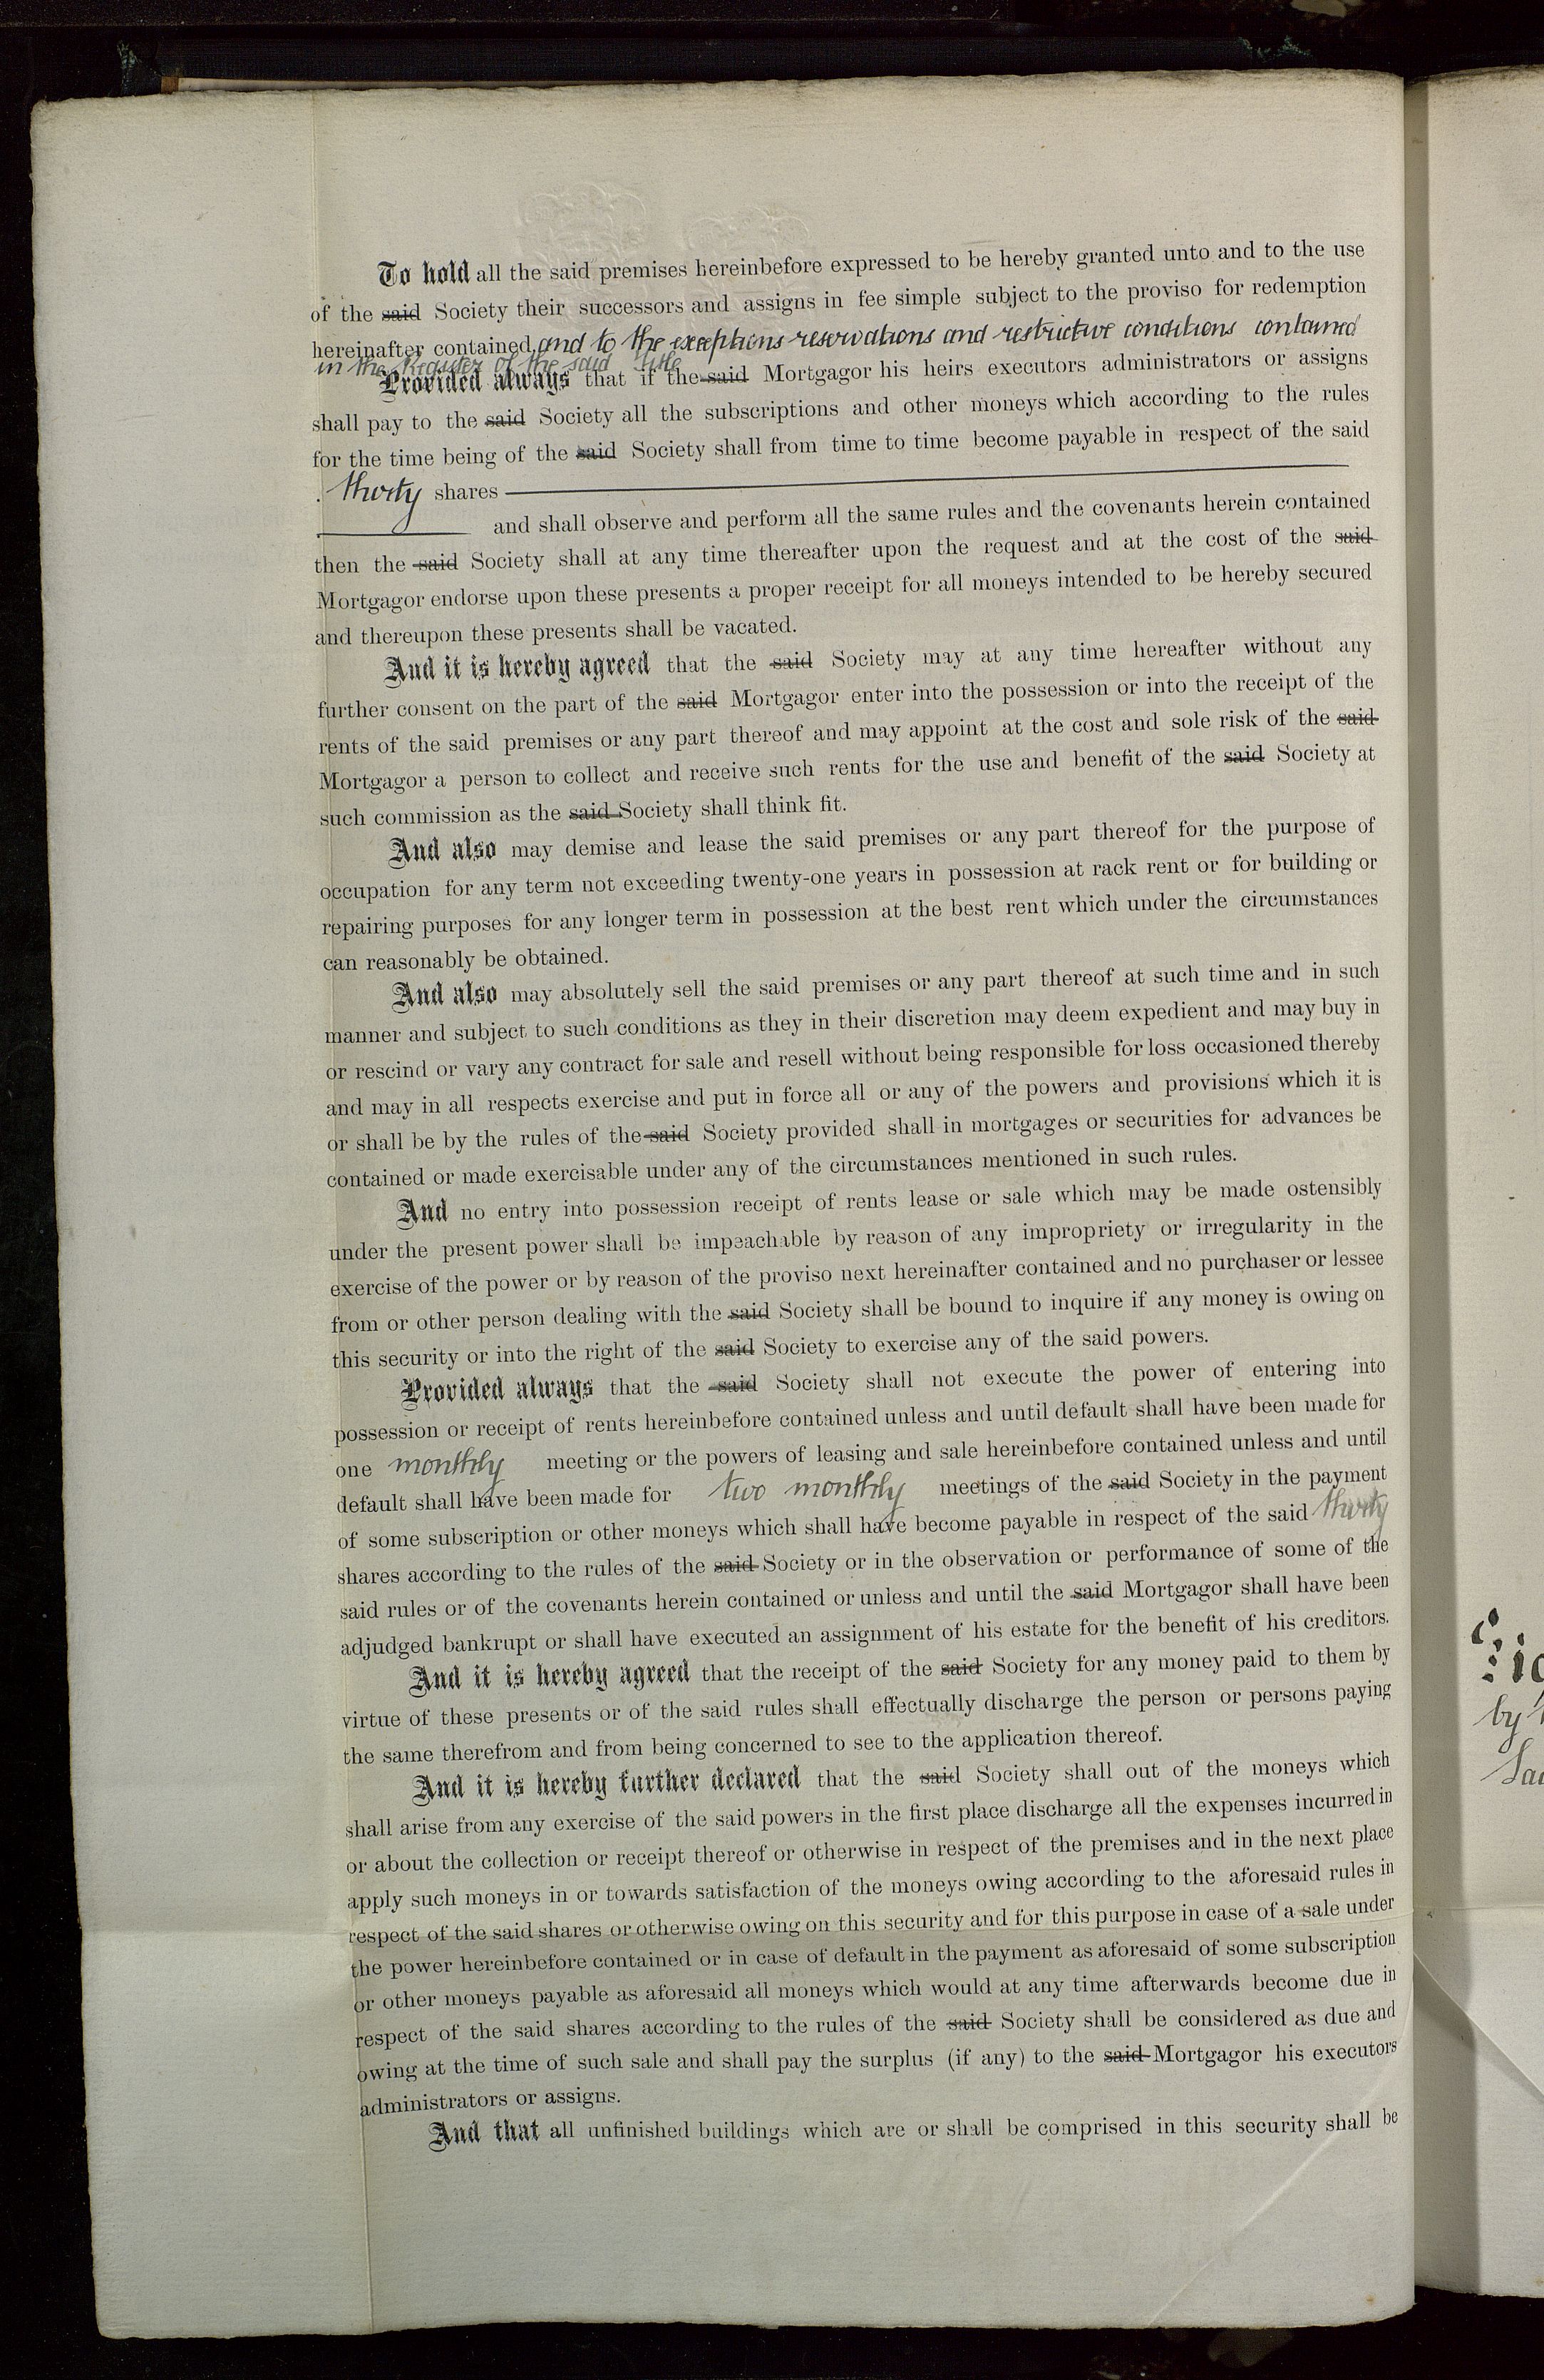 To hold all the said premises hereinbefore expressed to be hereby granted unto and to the use
of the said Society their successors and assigns in fee simple subject to the proviso for redemption
hereinafter contained and to the exceptions reservations and restrictive conditions contained
in the Register of the said title
Provided always that if the said Mortgagor his heirs executors administrators or assigns
shall pay to the said Society all the subscriptions and other moneys which according to the rules
for the time being of the said Society shall from time to time become payable in respect of the said
thirty shares
and shall observe and perform all the same rules and the covenants herein contained
then the said Society shall at any time thereafter upon the request and at the cost of the said
Mortgagor endorse upon these presents a proper receipt for all moneys intended to be hereby secured
and thereupon these presents shall be vacated.
And it is hereby agreed that the said Society may at any time hereafter without any
further consent on the part of the said Mortgagor enter into the possession or into the receipt of the
rents of the said premises or any part thereof and may appoint at the cost and sole risk of the said
Mortgagor a person to collect and receive such rents for the use and benefit of the said Society at
such commission as the said Society shall think fit.
And also may demise and lease the said premises or any part thereof for the purpose of
occupation for any term not exceeding twenty-one years in possession at rack rent or for building or
repairing purposes for any longer term in possession at the best rent which under the circumstances
can reasonably be obtained.
And also may absolutely sell the said premises or any part thereof at such time and in such
manner and subject to such conditions as they in their discretion may deem expedient and may buy in
or rescind or vary any contract for sale and resell without being responsible for loss occasioned thereby
and may in all respects exercise and put in force all or any of the powers and provisions which it is
or shall be by the rules of the said Society provided shall in mortgages or securities for advances be
contained or made exercisable under any of the circumstances mentioned in such rules.
And no entry into possession receipt of rents lease or sale which may be made ostensibly
under the present power shall be impeachable by reason of any impropriety or irregularity in the
exercise of the power or by reason of the proviso next hereinafter contained and no purchaser or lessee
from or other person dealing with the said Society shall be bound to inquire if any money is owing on
this security or into the right of the said Society to exercise any of the said powers.
Provided always that the said Society shall not execute the power of entering into
possession or receipt of rents hereinbefore contained unless and until default shall have been made for
one monthly meeting or the powers of leasing and sale hereinbefore contained unless and until
default shall have been made for two monthly meetings of the said Society in the payment
of some subscription or other moneys which shall have become payable in respect of the said thirty
shares according to the rules of the said Society or in the observation or performance of some of the
said rules or of the covenants herein contained or unless and until the said Mortgagor shall have been
adjudged bankrupt or shall have executed an assignment of his estate for the benefit of his creditors.
And it is hereby agreed that the receipt of the said Society for any money paid to them by
virtue of these presents or of the said rules shall effectually discharge the person or persons paying
the same therefrom and from being concerned to see to the application thereof.
And it is hereby further declared that the said Society shall out of the moneys which
shall arise from any exercise of the said powers in the first place discharge all the expenses incurred in
or about the collection or receipt thereof or otherwise in respect of the premises and in the next place
apply such moneys in or towards satisfaction of the moneys owing according to the aforesaid rules in
respect of the said shares or otherwise owing on this security and for this purpose in case of a sale under
the power hereinbefore contained or in case of default in the payment as aforesaid of some subscription
or other moneys payable as aforesaid all moneys which would at any time afterwards become due in
respect of the said shares according to the rules of the said Society shall be considered as due and
owing at the time of such sale and shall pay the surplus (if any) to the said Mortgagor his executors
administrators or assigns.
And that all unfinished buildings which are or shall be comprised in this security shall be
by